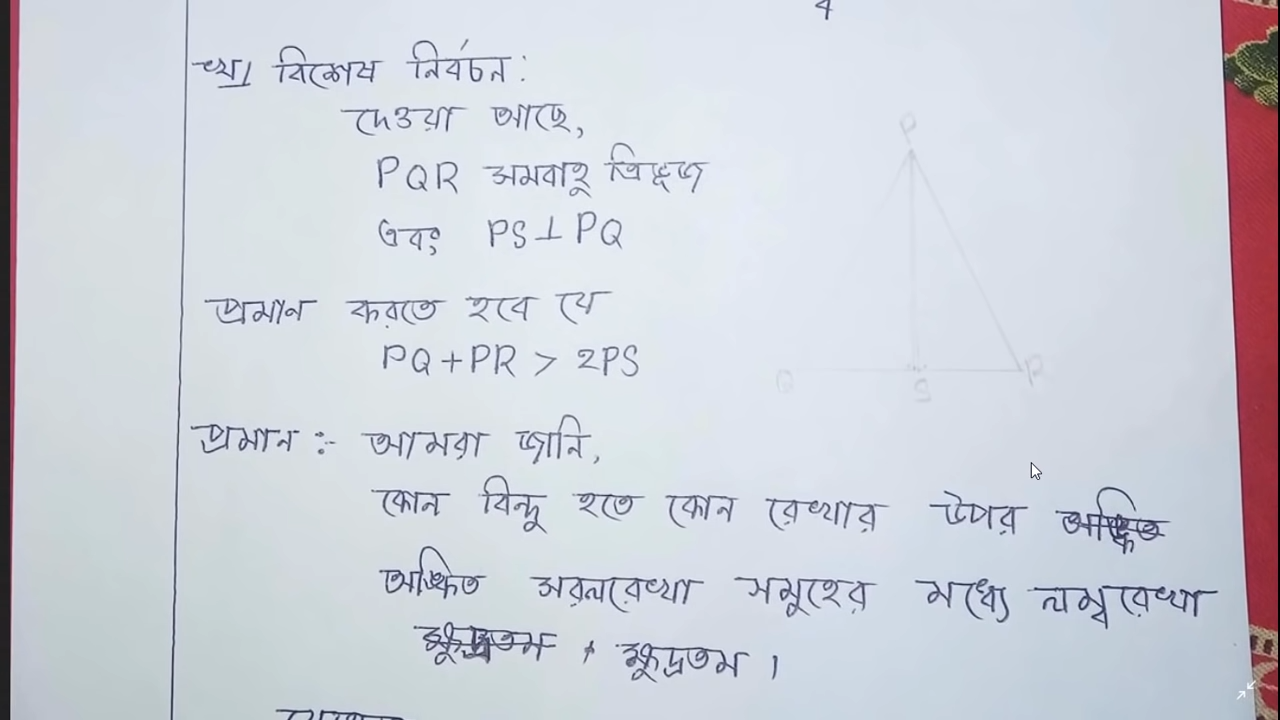 4
খ। বিশেষ নির্বচন:
দেওয়া আছে,
PQR সমবাহু ত্রিভুজ
এবং PS⊥PQ
প্রমান করতে হবে যে
PQ+PR > 2PS
প্রমান :- আমরা জানি,
কোন বিন্দু হতে কোন রেখার উপর অঙ্কিত
অঙ্কিত সরলরেখা সমূহের মধ্যে লম্বরেখা
ক্ষুদ্রতম ক্ষুদ্রতম ।
P
Q
S
R